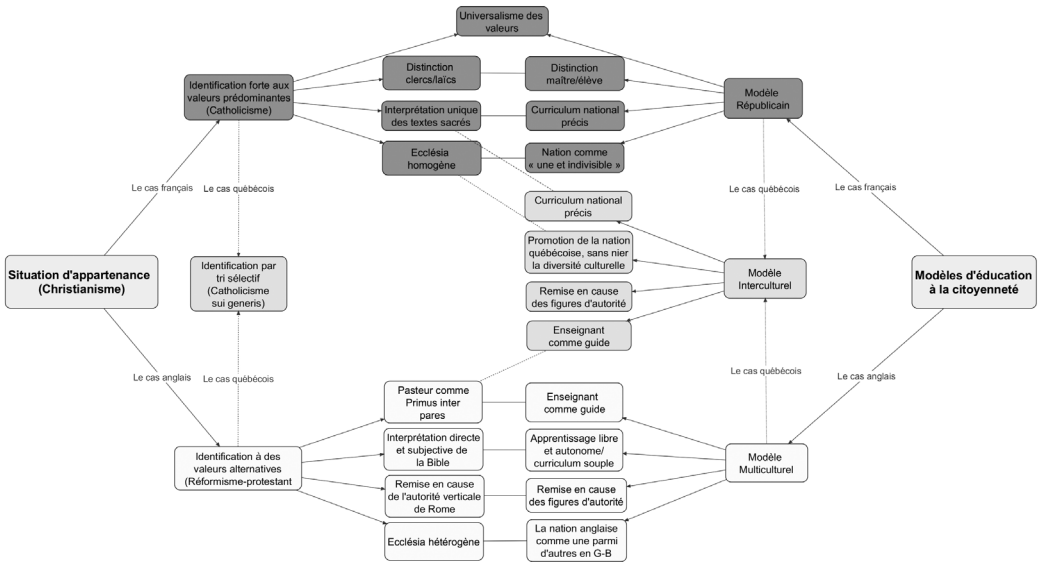 Universalisme des
valeurs
Identification forte aux
valeurs prédominantes
(Catholicisme)
Distinction
clercs/laïcs
Distinction
maître/élève
Modèle
Républicain
Interprétation unique
des textes sacrés
Curriculum national
précis
Ecclésia
homogène
Nation comme
« une et indivisible »
Le cas français
Le cas québécois
Le cas québécois
Le cas français
Curriculum national
précis
Situation d'appartenance
(Christianisme)
Identification par
tri sélectif
(Catholicisme
sui generis)
Promotion de la nation
québécoise, sans nier
la diversité culturelle
Remise en cause
des figures d'autorité
Enseignant
comme guide
Modèle
Interculturel
Modèles d'éducation
à la citoyenneté
Le cas anglais
Le cas québécois
Le cas québécois
Le cas anglais
Pasteur comme
Primus inter
pares
Enseignant
comme guide
Identification à des
valeurs alternatives
(Réformisme-protestant
Interprétation directe
et subjective de
la Bible
Apprentissage libre
et autonome/
curriculum souple
Modèle
Multiculturel
Remise en cause
de l'autorité verticale
de Rome
Remise en cause
des figures d'autorité
Ecclésia hétérogène
La nation anglaise
comme une parmi
d'autres en G-B